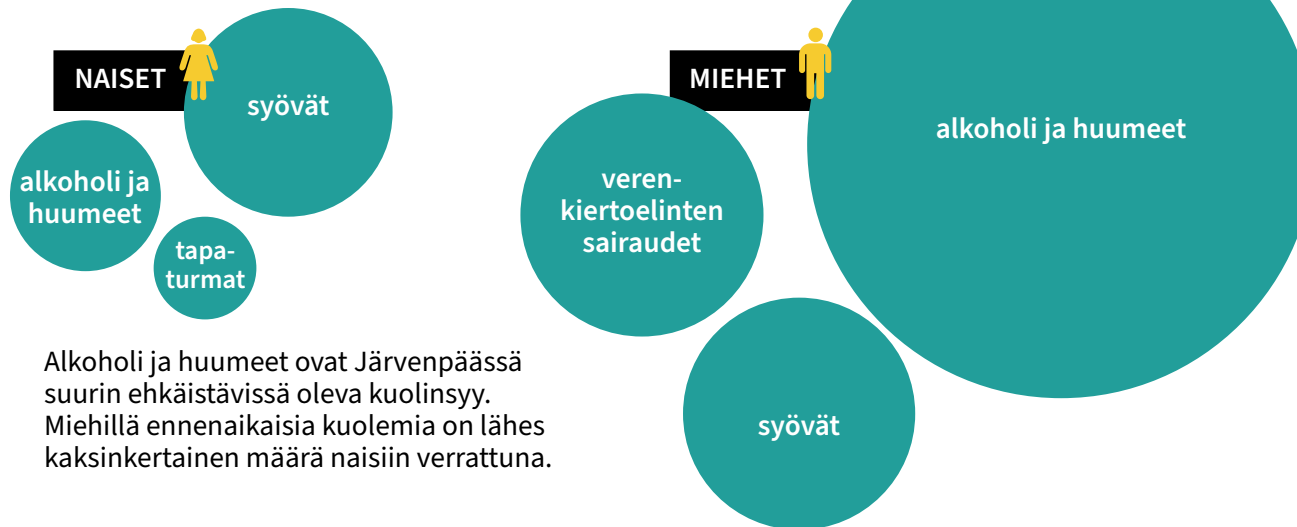 NAISET
syövät
alkoholi ja
huumeet
tapa-
turmat
MIEHET
alkoholi ja huumeet
veren-
kiertoelinten
sairaudet
syövät
Alkoholi ja huumeet ovat Järvenpäässä
suurin ehkäistävissä oleva kuolinsyy.
Miehillä ennenaikaisia kuolemia on lähes
kaksinkertainen määrä naisiin verrattuna.